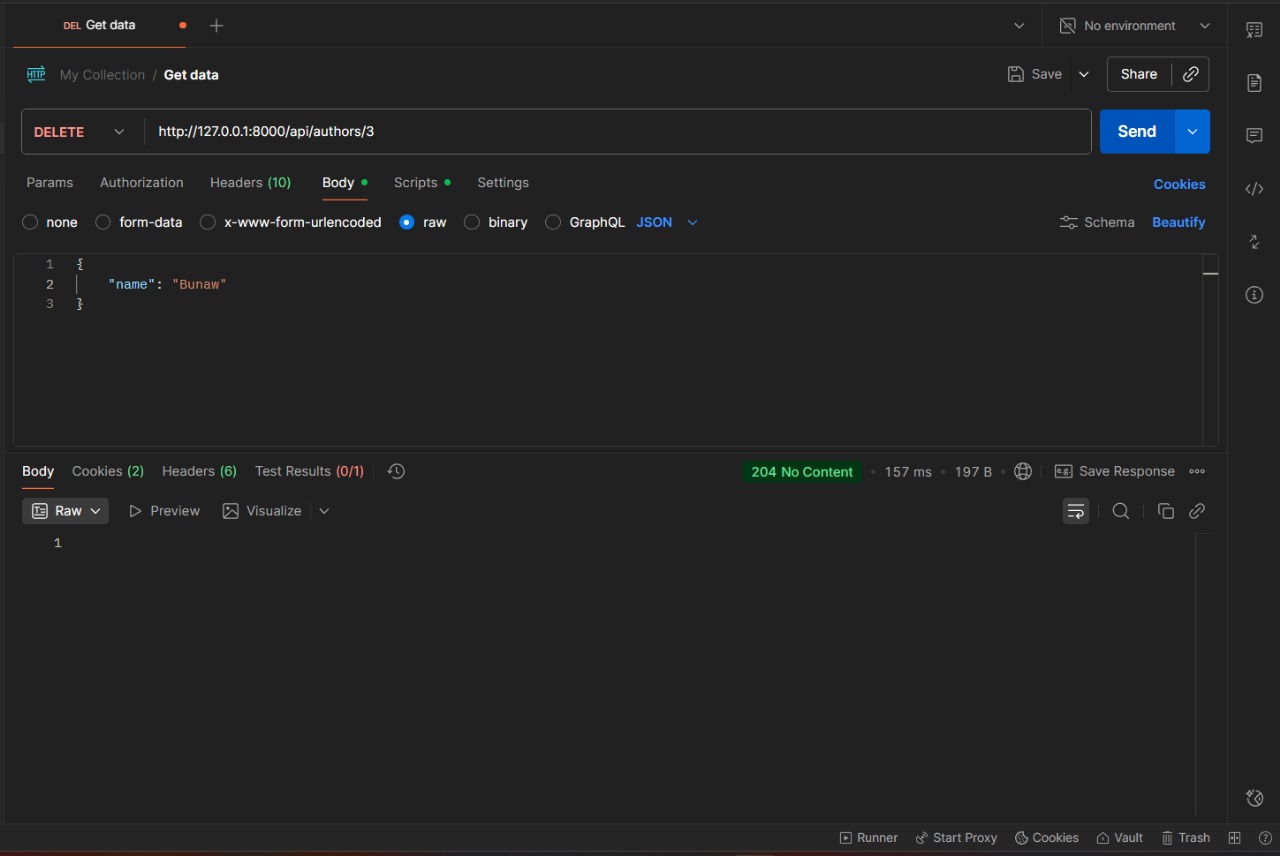 DEL Get data
No environment
HTTP My Collection / Get data
Save
Share
DELETE http://127.0.0.1:8000/api/authors/3
Send
Params Authorization Headers (10) Body Scripts Settings
Cookies
none form-data x-www-form-urlencoded raw binary GraphQL JSON
Schema Beautify
1 {
2 "name": "Bunaw"
3 }
Body Cookies (2) Headers (6) Test Results (0/1)
204 No Content • 157 ms • 197 B
e.g. Save Response
Raw Preview Visualize
1
Runner Start Proxy Cookies Vault Trash